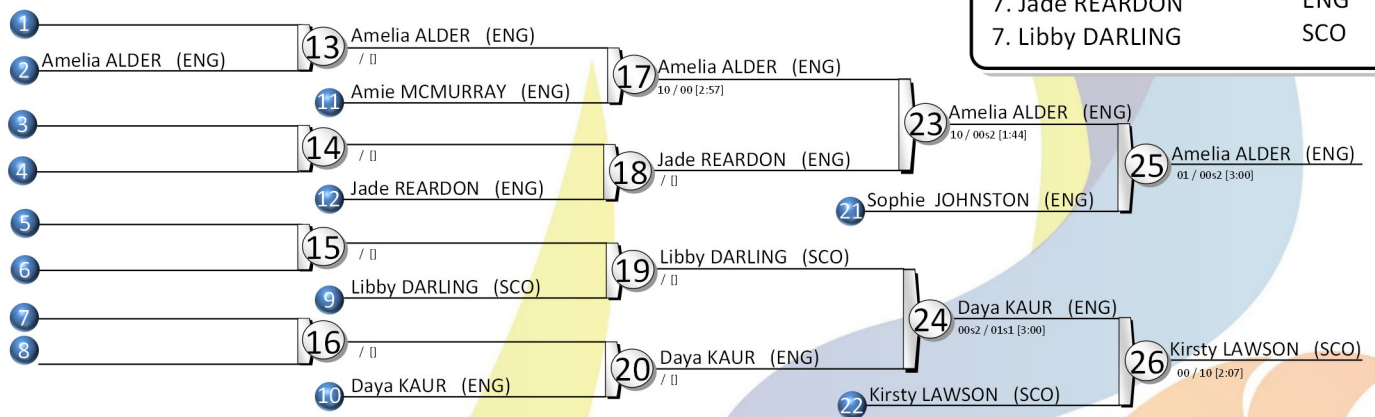 7. Jade REARDON ENG
7. Libby DARLING SCO
1
2 Amelia ALDER (ENG)
13 Amelia ALDER (ENG)
/ []
11 Amie MCMURRAY (ENG)
17 Amelia ALDER (ENG)
10 / 00 [2:57]
3
4
14
/ []
12 Jade REARDON (ENG)
18 Jade REARDON (ENG)
/ []
23 Amelia ALDER (ENG)
10 / 00s2 [1:44]
21 Sophie JOHNSTON (ENG)
25 Amelia ALDER (ENG)
01 / 00s2 [3:00]
5
6
15
/ []
9 Libby DARLING (SCO)
19 Libby DARLING (SCO)
/ []
7
8
16
/ []
10 Daya KAUR (ENG)
20 Daya KAUR (ENG)
/ []
24 Daya KAUR (ENG)
00s2 / 01s1 [3:00]
22 Kirsty LAWSON (SCO)
26 Kirsty LAWSON (SCO)
00 / 10 [2:07]